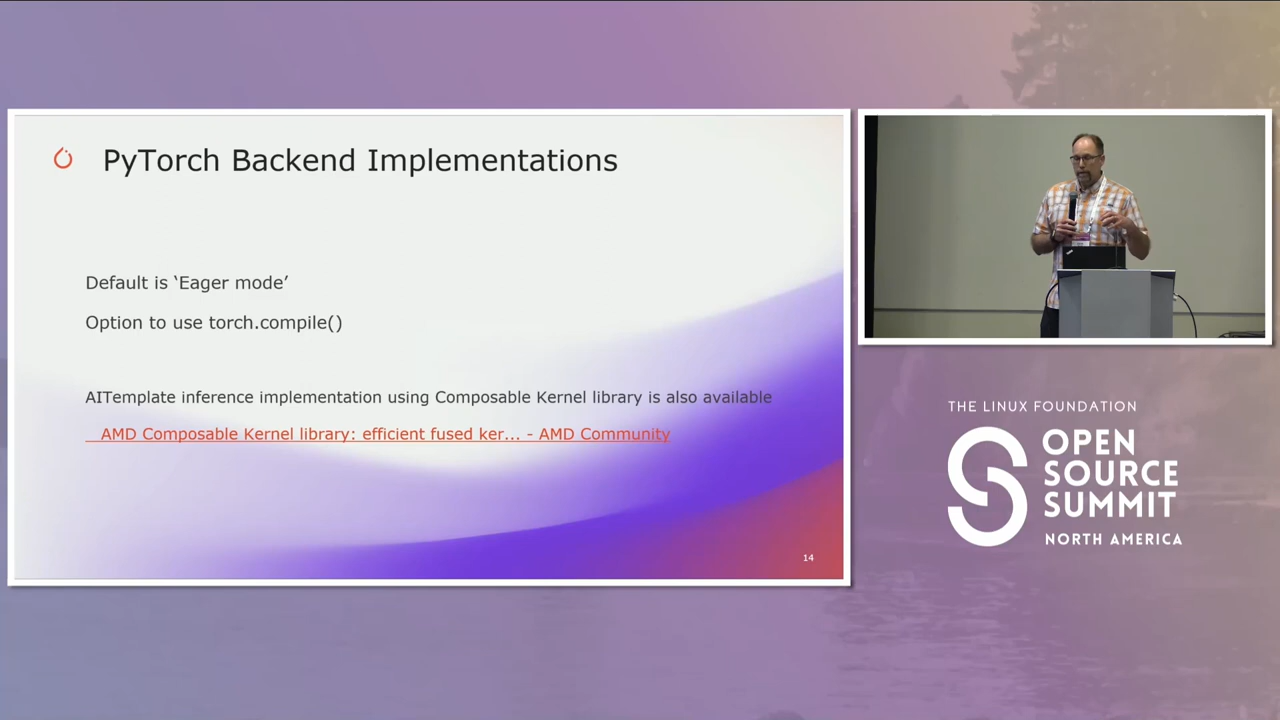 PyTorch Backend Implementations
Default is ‘Eager mode’
Option to use torch.compile()
AITemplate inference implementation using Composable Kernel library is also available
AMD Composable Kernel library: efficient fused ker... - AMD Community
14
THE LINUX FOUNDATION
OPEN
SOURCE
SUMMIT
NORTH AMERICA